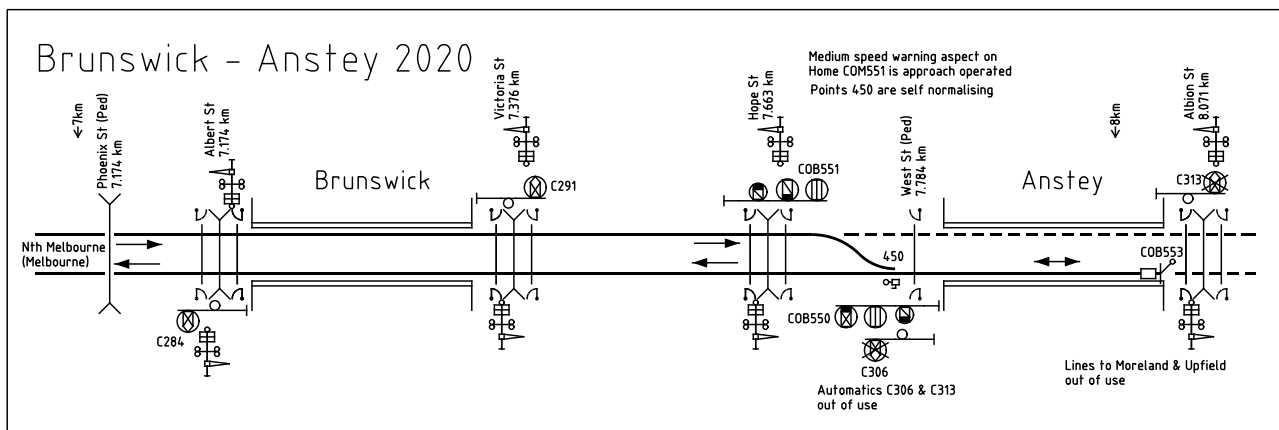 Brunswick - Anstey 2020
Medium speed warning aspect on
Home COM551 is approach operated
Points 450 are self normalising
←7km
Phoenix St (Ped)
7.174 km
Albert St
7.174 km
Victoria St
7.376 km
Hope St
7.663 km
West St (Ped)
7.784 km
←8km
Albion St
8.071 km
Brunswick
C291
COB551
Anstey
C313
Nth Melbourne
(Melbourne)
450
COB553
C284
COB550
C306
Automatics C306 & C313
out of use
Lines to Moreland & Upfield
out of use